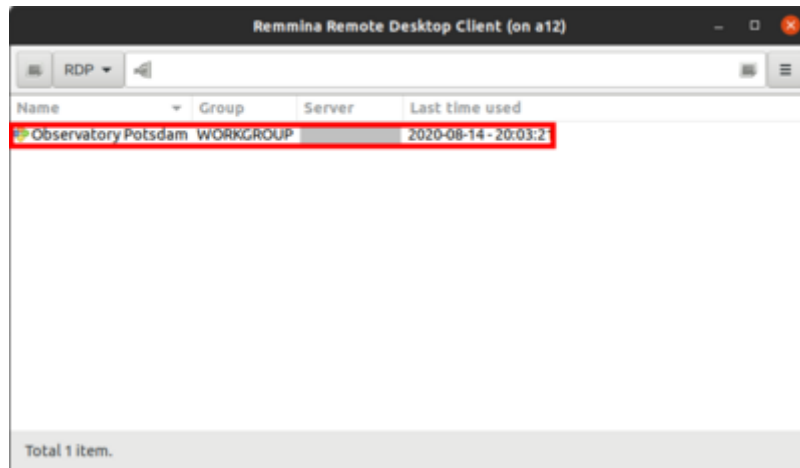 Remmina Remote Desktop Client (on a12)
RDP
Name Group Server Last time used
Observatory Potsdam WORKGROUP 2020-08-14 - 20:03:21
Total 1 item.